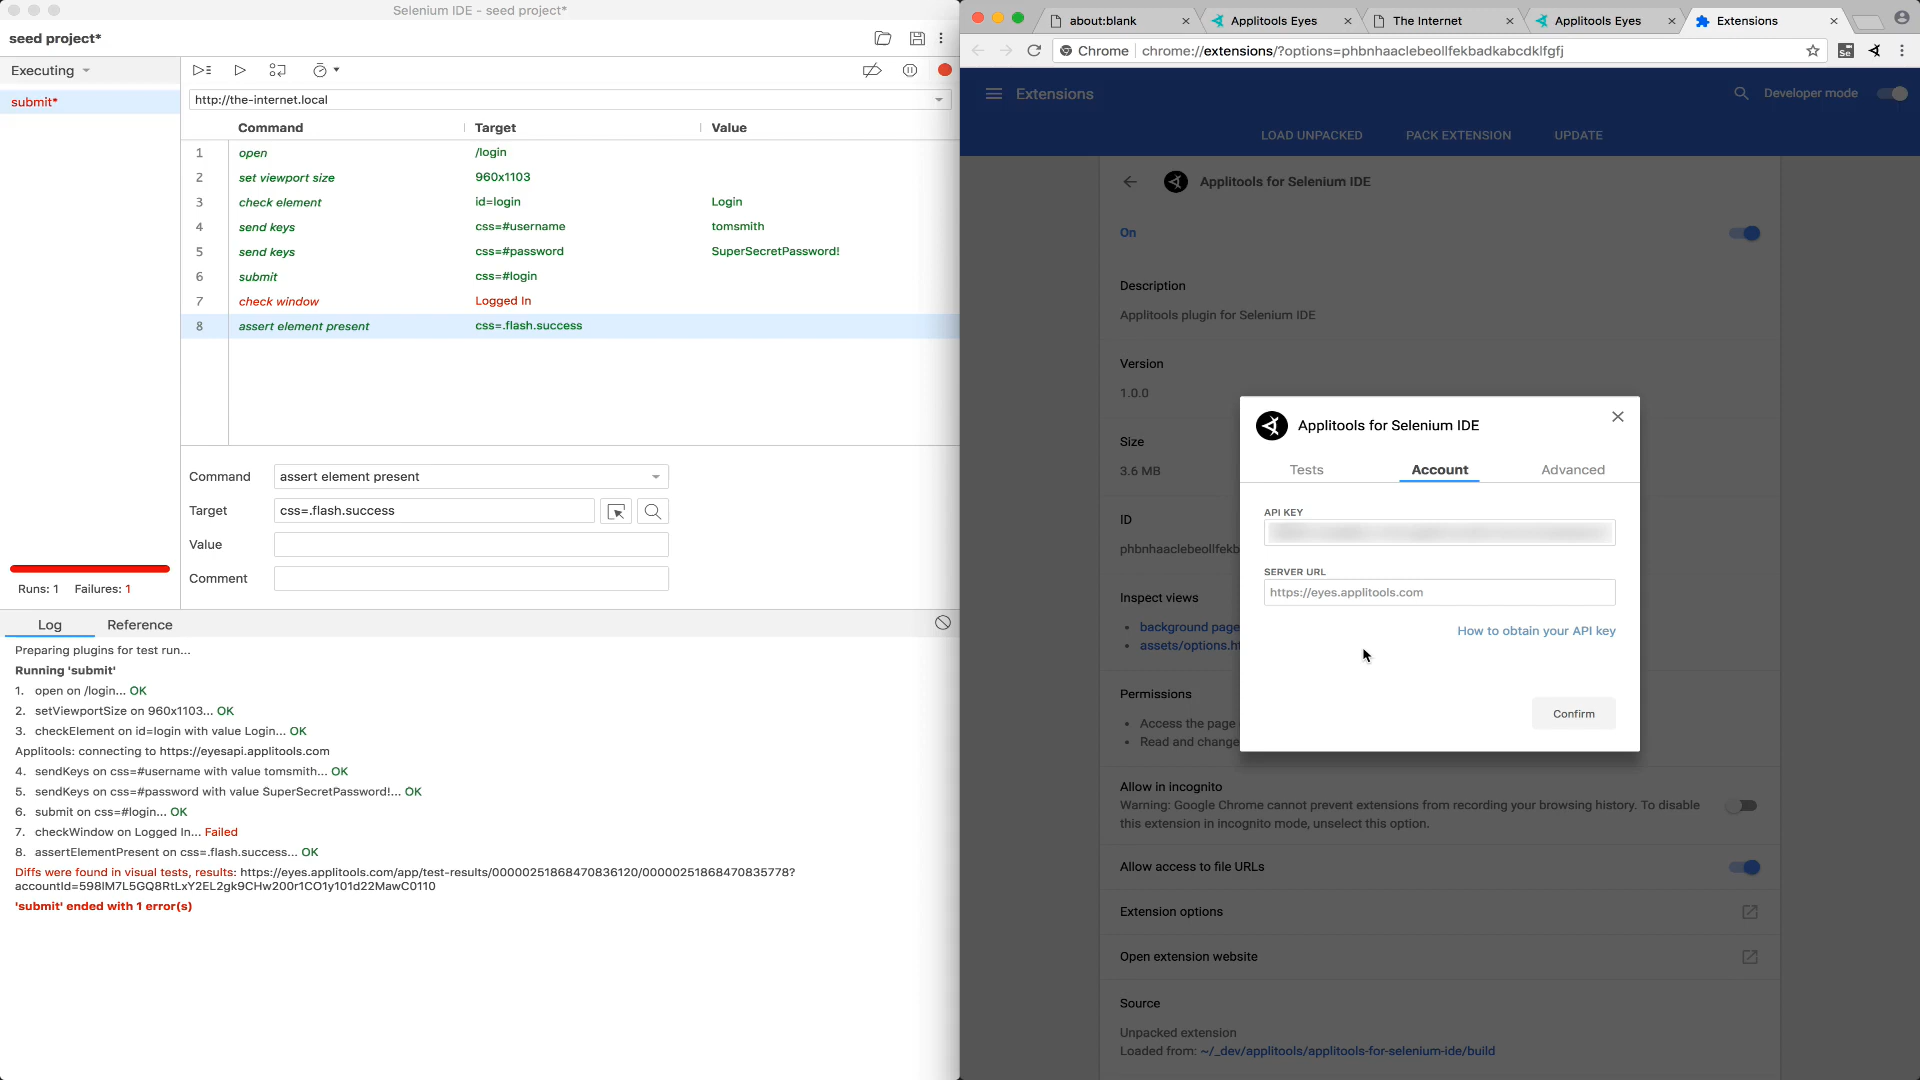 Selenium IDE - seed project*
seed project*
Executing
submit*
http://the-internet.local
Command Target Value
1 open /login
2 set viewport size 960x1103
3 check element id=login Login
4 send keys css=#username tomsmith
5 send keys css=#password SuperSecretPassword!
6 submit css=#login
7 check window Logged In
8 assert element present css=.flash.success
Command assert element present
Target css=.flash.success
Value
Comment
Runs: 1 Failures: 1
Log Reference
Preparing plugins for test run...
Running 'submit'
1. open on /login... OK
2. setViewportSize on 960x1103... OK
3. checkElement on id=login with value Login... OK
Applitools: connecting to https://eyesapi.applitools.com
4. sendKeys on css=#username with value tomsmith... OK
5. sendKeys on css=#password with value SuperSecretPassword!... OK
6. submit on css=#login... OK
7. checkWindow on Logged In... Failed
8. assertElementPresent on css=.flash.success... OK
Diffs were found in visual tests, results: https://eyes.applitools.com/app/test-results/00000251868470836120/00000251868470835778?
accountId=598IM7L5GQ8RtLxY2EL2gk9CHw200r1CO1y101d22MawC0110
'submit' ended with 1 error(s)
about:blank Applitools Eyes The Internet Applitools Eyes Extensions
Chrome chrome://extensions/?options=phbnhaaclebeollfekbadkabcdklfgfj
Se
Extensions Developer mode
LOAD UNPACKED PACK EXTENSION UPDATE
Applitools for Selenium IDE
On
Description
Applitools plugin for Selenium IDE
Version
1.0.0
Size
3.6 MB
ID
phbnhaaclebeollfekb
Inspect views
background page
assets/options.ht
Permissions
Access the page
Read and change
Applitools for Selenium IDE
Tests Account Advanced
API KEY
SERVER URL
https://eyes.applitools.com
How to obtain your API key
Confirm
Allow in incognito
Warning: Google Chrome cannot prevent extensions from recording your browsing history. To disable
this extension in incognito mode, unselect this option.
Allow access to file URLs
Extension options
Open extension website
Source
Unpacked extension
Loaded from: ~/_dev/applitools/applitools-for-selenium-ide/build